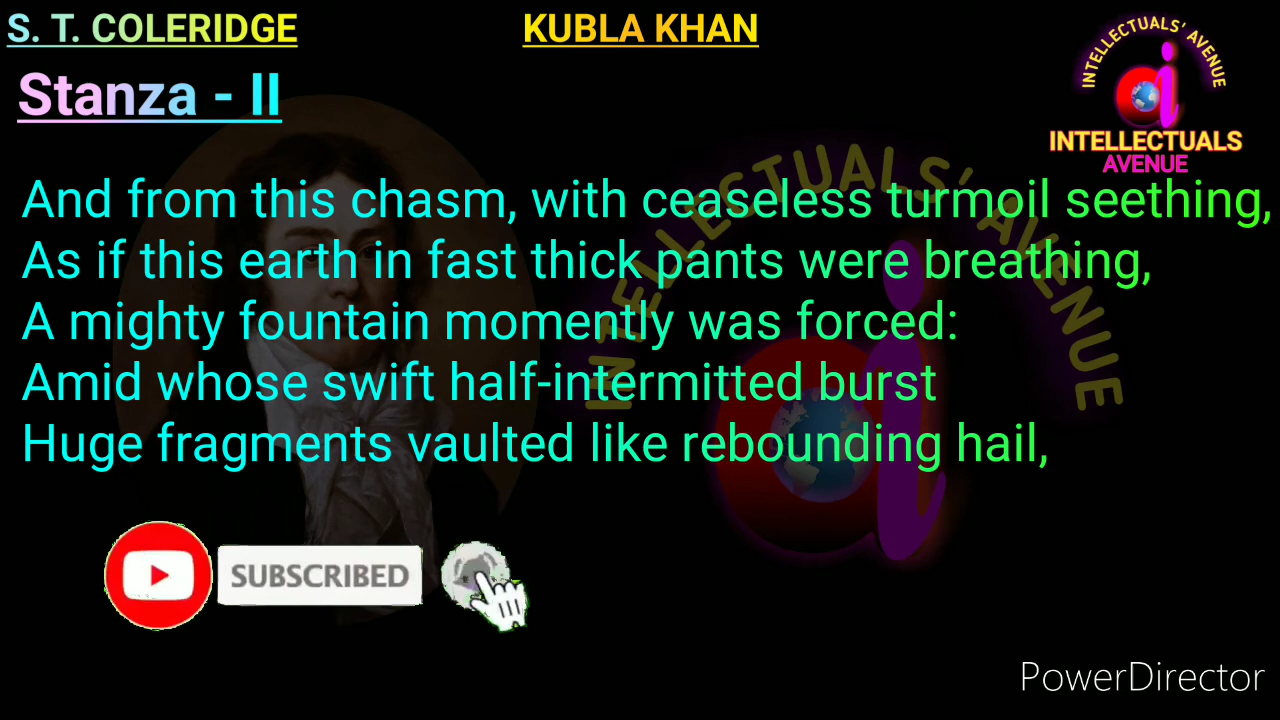 S. T. COLERIDGE
KUBLA KHAN
INTELLECTUALS' AVENUE
INTELLECTUALS
AVENUE
Stanza - II
And from this chasm, with ceaseless turmoil seething,
As if this earth in fast thick pants were breathing,
A mighty fountain momently was forced:
Amid whose swift half-intermitted burst
Huge fragments vaulted like rebounding hail,
INTELLECTUALS' AVENUE
SUBSCRIBED
PowerDirector